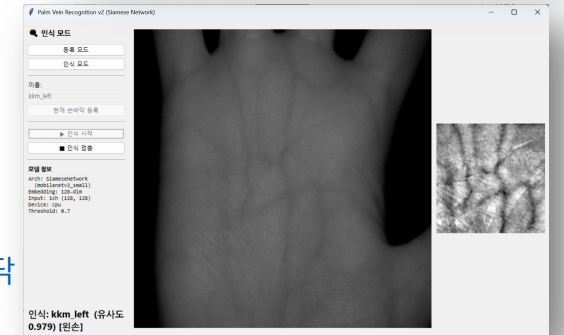 Palm Vein Recognition v2 (Siamese Network)
인식 모드
등록 모드
인식 모드
이름:
kkm_left
현재 손바닥 등록
▶ 인식 시작
■ 인식 멈춤
모델 정보
Arch: SiameseNetwork
(mobilenetv3_small)
Embedding: 128-dim
Input: 1ch (128, 128)
Device: cpu
Threshold: 0.7
닥
인식: kkm_left (유사도
0.979) [왼손]